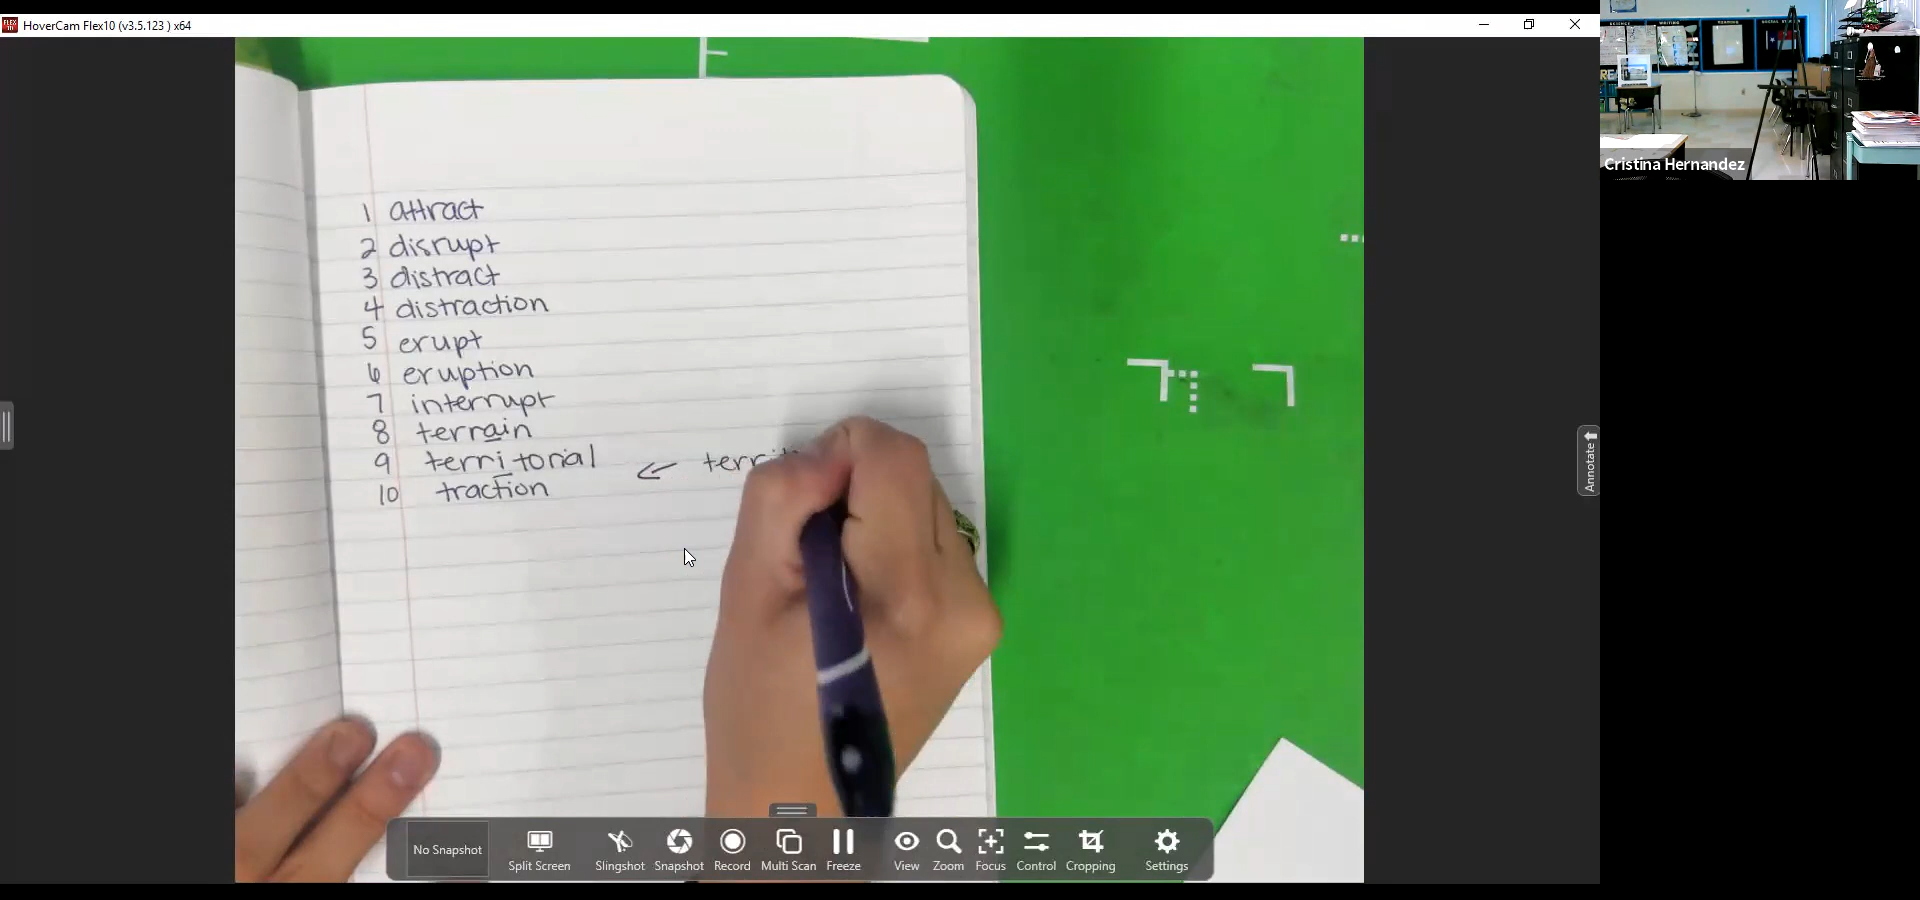 HoverCam Flex10 (v3.5.123 ) x64
Cristina Hernandez
1 attract
2 disrupt
3 distract
4 distraction
5 erupt
6 eruption
7 interrupt
8 terrain
9 territorial ← territ
10 traction
Annotate
No Snapshot
Split Screen
Slingshot
Snapshot
Record
Multi Scan
Freeze
View
Zoom
Focus
Control
Cropping
Settings